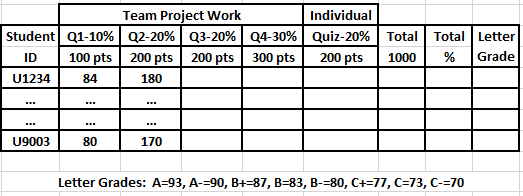 Team Project Work Individual
Student Q1-10% Q2-20% Q3-20% Q4-30% Quiz-20% Total Total Letter
ID 100 pts 200 pts 200 pts 300 pts 200 pts 1000 % Grade
U1234 84 180
... ... ...
... ... ...
U9003 80 170
Letter Grades: A=93, A-=90, B+=87, B=83, B-=80, C+=77, C=73, C-=70